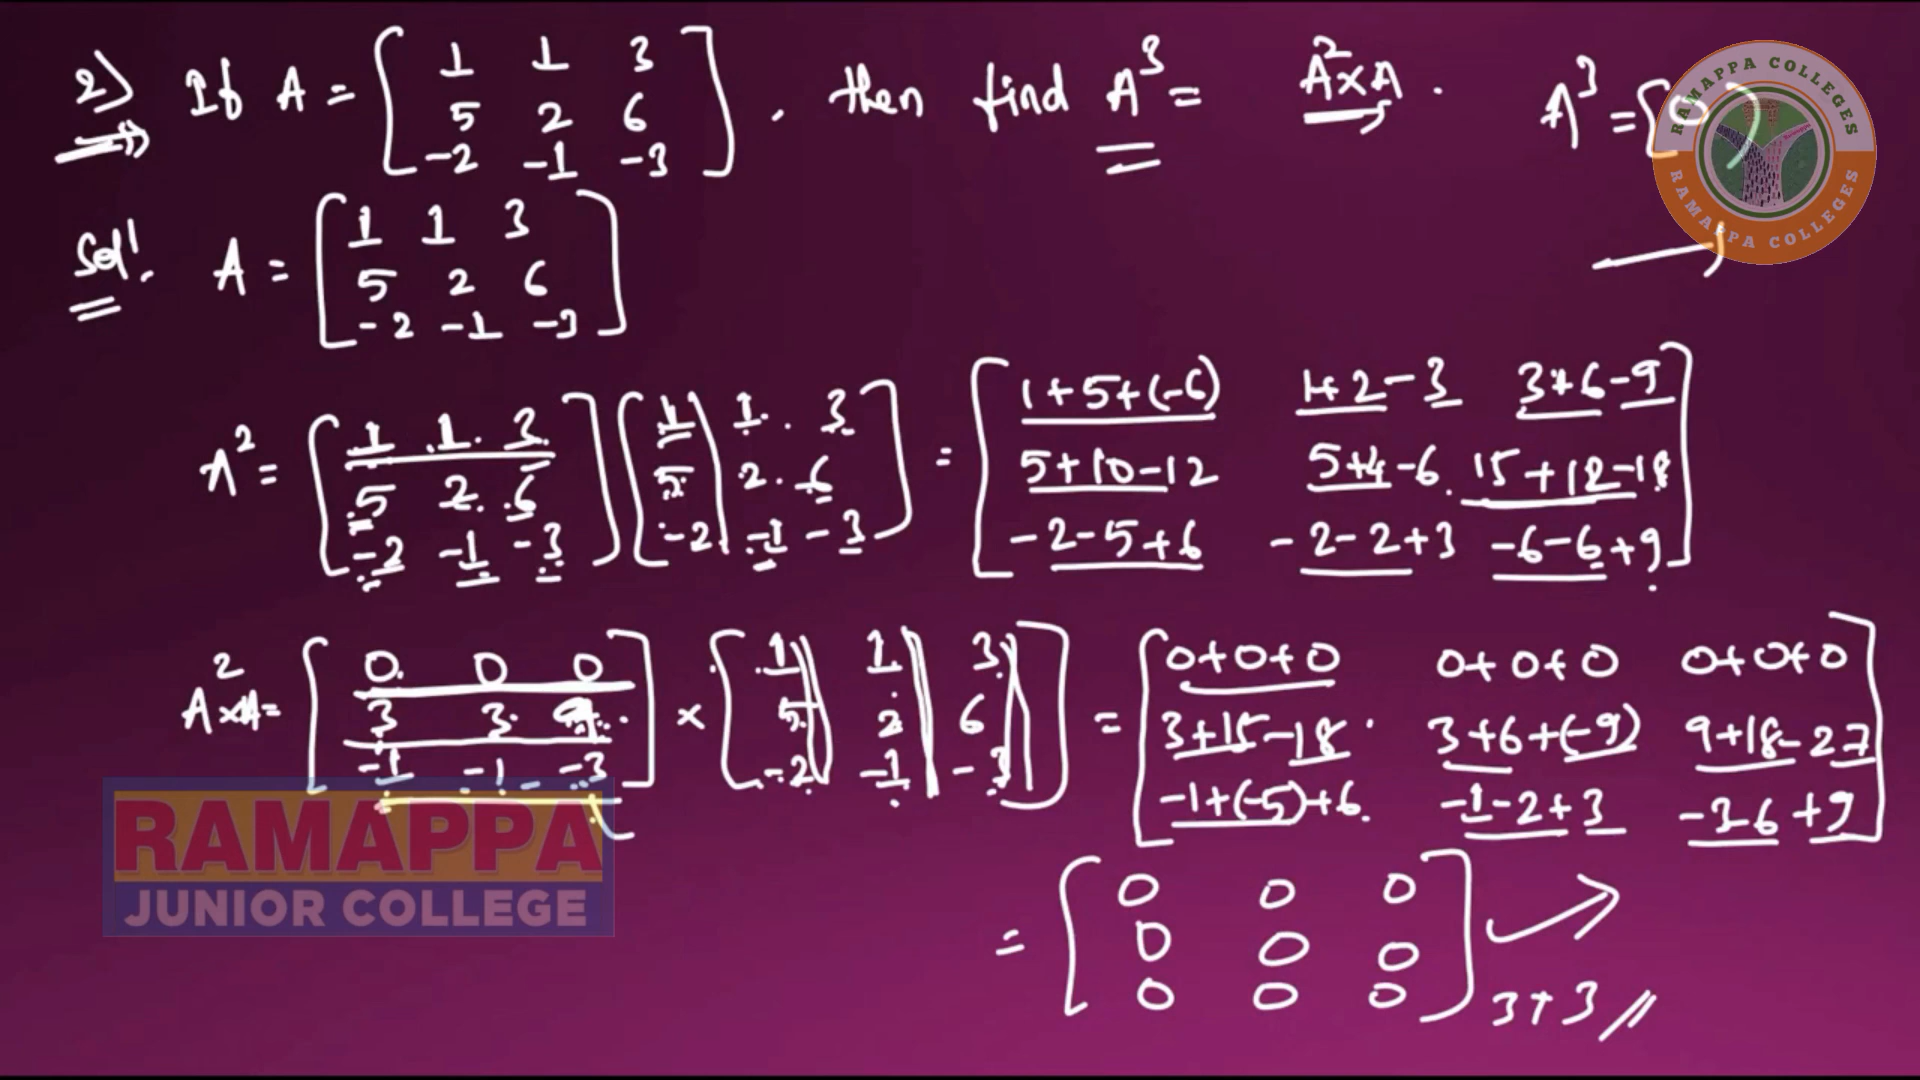 2) If A = [ 1 1 3 ] , then find A³ = A²×A . A³ = [0]
5 2 6
-2 -1 -3
Sol! A = [ 1 1 3 ]
5 2 6
-2 -1 -3
A² = [ 1 1 3 ] [ 1 1 3 ] = [ 1+5+(-6) 1+2-3 3+6-9 ]
5 2 6 5 2 6 5+10-12 5+4-6 15+12-18
-2 -1 -3 -2 -1 -3 -2-5+6 -2-2+3 -6-6+9
A²×A = [ 0 0 0 ] × [ 1 1 3 ] = [ 0+0+0 0+0+0 0+0+0 ]
3 3 9 5 2 6 3+15-18 3+6+(-9) 9+18-27
-1 -1 -3 -2 -1 -3 -1+(-5)+6 -1-2+3 -3-6+9
= [ 0 0 0 ]
0 0 0
0 0 0
3+3 //
RAMAPPA COLLEGES
RAMAPPA COLLEGES
RAMAPPA
JUNIOR COLLEGE